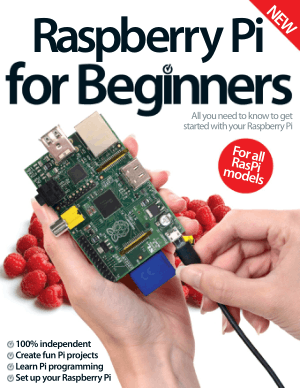 NEW
Raspberry Pi
for Beginners
All you need to know to get
started with your Raspberry Pi
For all
RasPi
models
100% independent
Create fun Pi projects
Learn Pi programming
Set up your Raspberry Pi